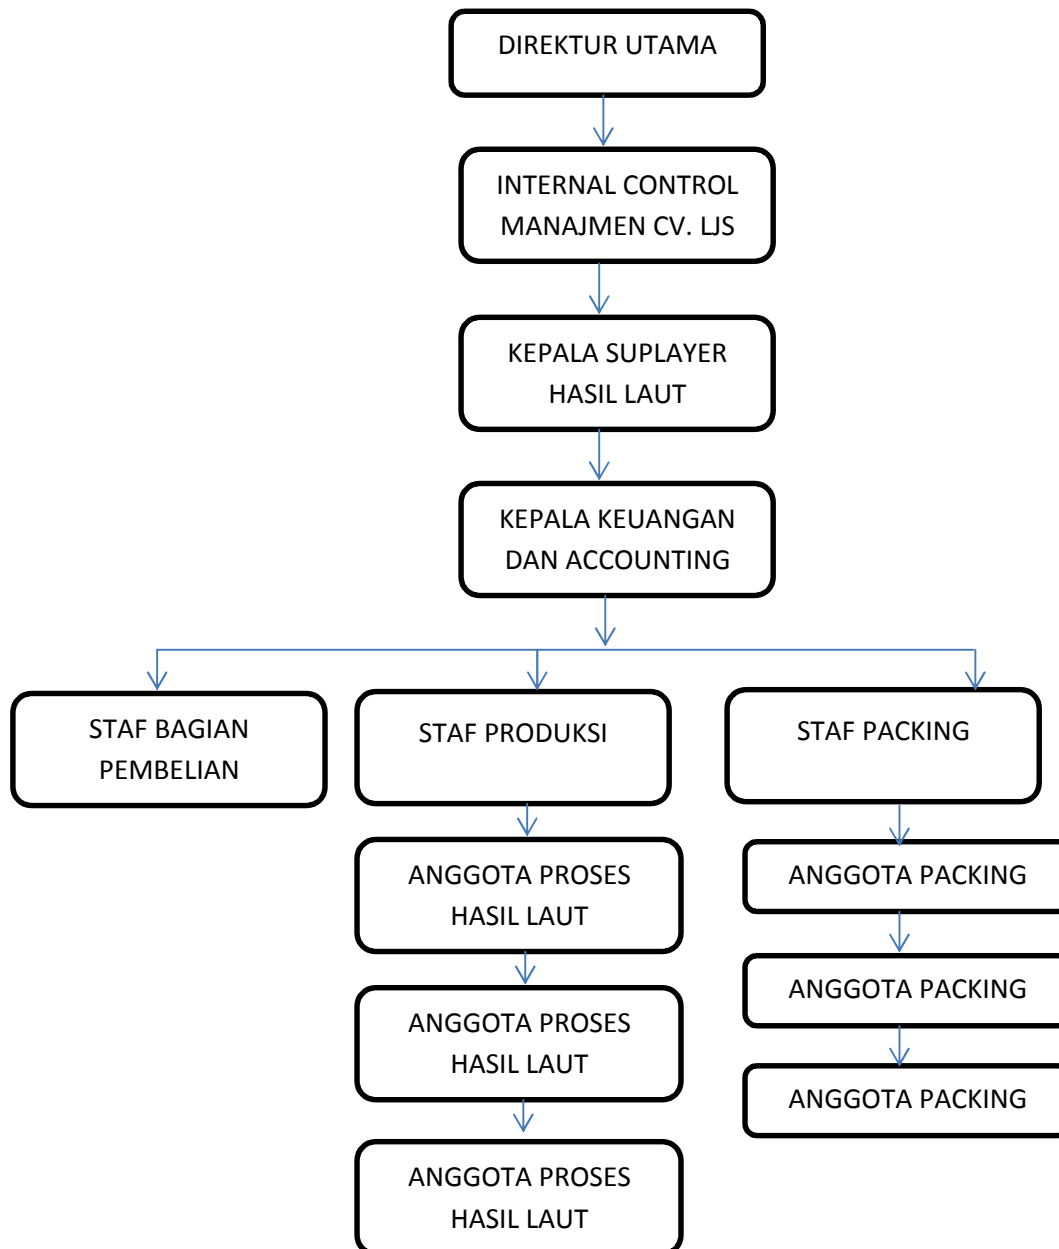 DIREKTUR UTAMA
INTERNAL CONTROL
MANAJMEN CV. LJS
KEPALA SUPLAYER
HASIL LAUT
KEPALA KEUANGAN
DAN ACCOUNTING
STAF BAGIAN
PEMBELIAN
STAF PRODUKSI
STAF PACKING
ANGGOTA PROSES
HASIL LAUT
ANGGOTA PROSES
HASIL LAUT
ANGGOTA PROSES
HASIL LAUT
ANGGOTA PACKING
ANGGOTA PACKING
ANGGOTA PACKING